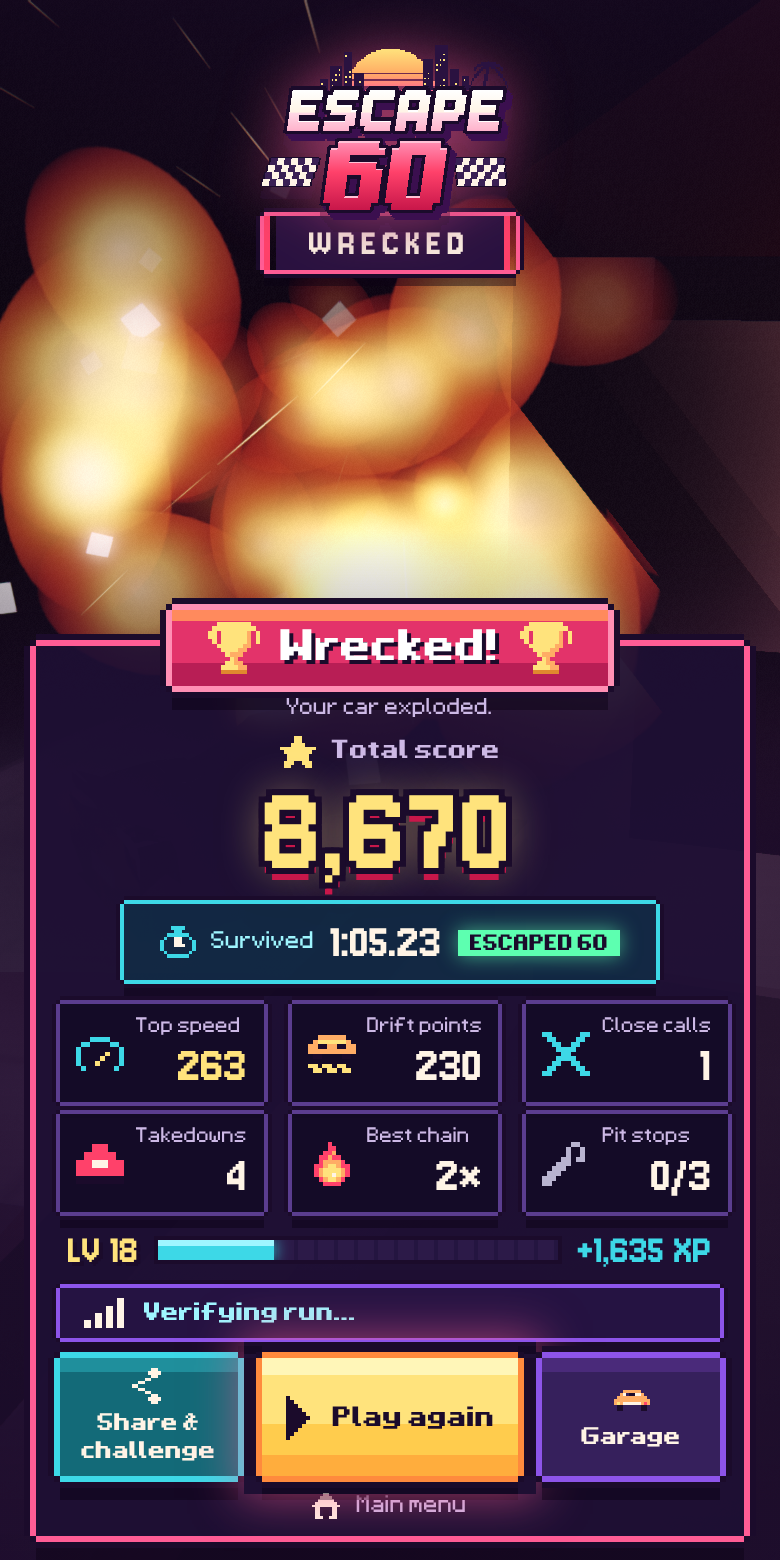 ESCAPE
60
WRECKED
Wrecked!
Your car exploded.
Total score
8,670
Survived 1:05.23 ESCAPED 60
Top speed
263
Drift points
230
Close calls
1
Takedowns
4
Best chain
2×
Pit stops
0/3
LV 18 +1,635 XP
Verifying run...
Share &
challenge
Play again
Garage
Main menu